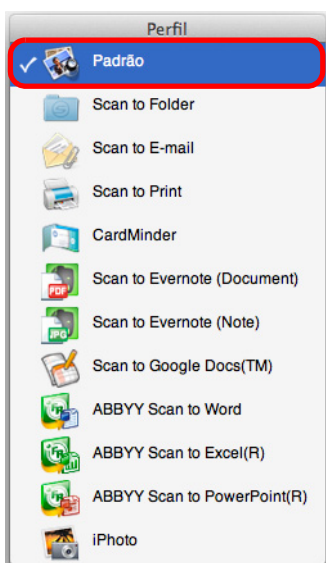 Perfil
Padrão
Scan to Folder
Scan to E-mail
Scan to Print
CardMinder
PDF
Scan to Evernote (Document)
JPG
Scan to Evernote (Note)
Scan to Google Docs(TM)
ABBYY Scan to Word
ABBYY Scan to Excel(R)
ABBYY Scan to PowerPoint(R)
iPhoto